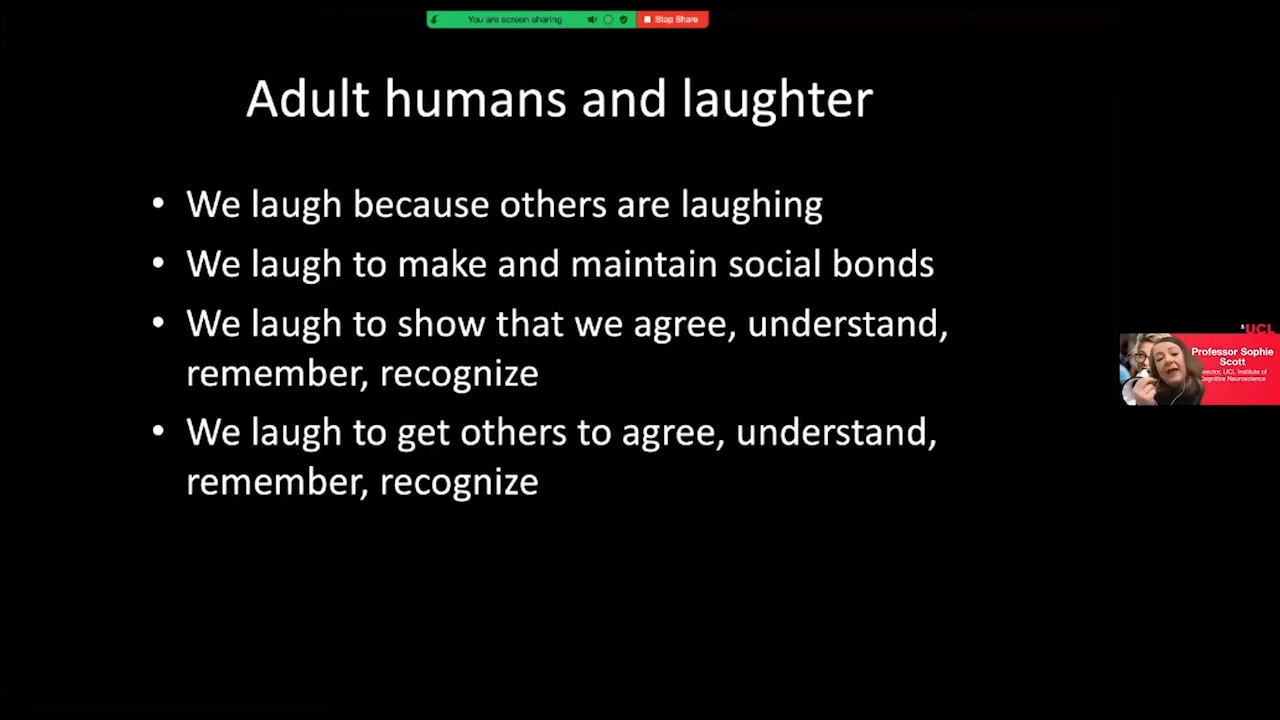 You are screen sharing
Stop Share
Adult humans and laughter
• We laugh because others are laughing
• We laugh to make and maintain social bonds
• We laugh to show that we agree, understand,
remember, recognize
• We laugh to get others to agree, understand,
remember, recognize
UCL
Professor Sophie
Scott
UCL Institute of
Cognitive Neuroscience